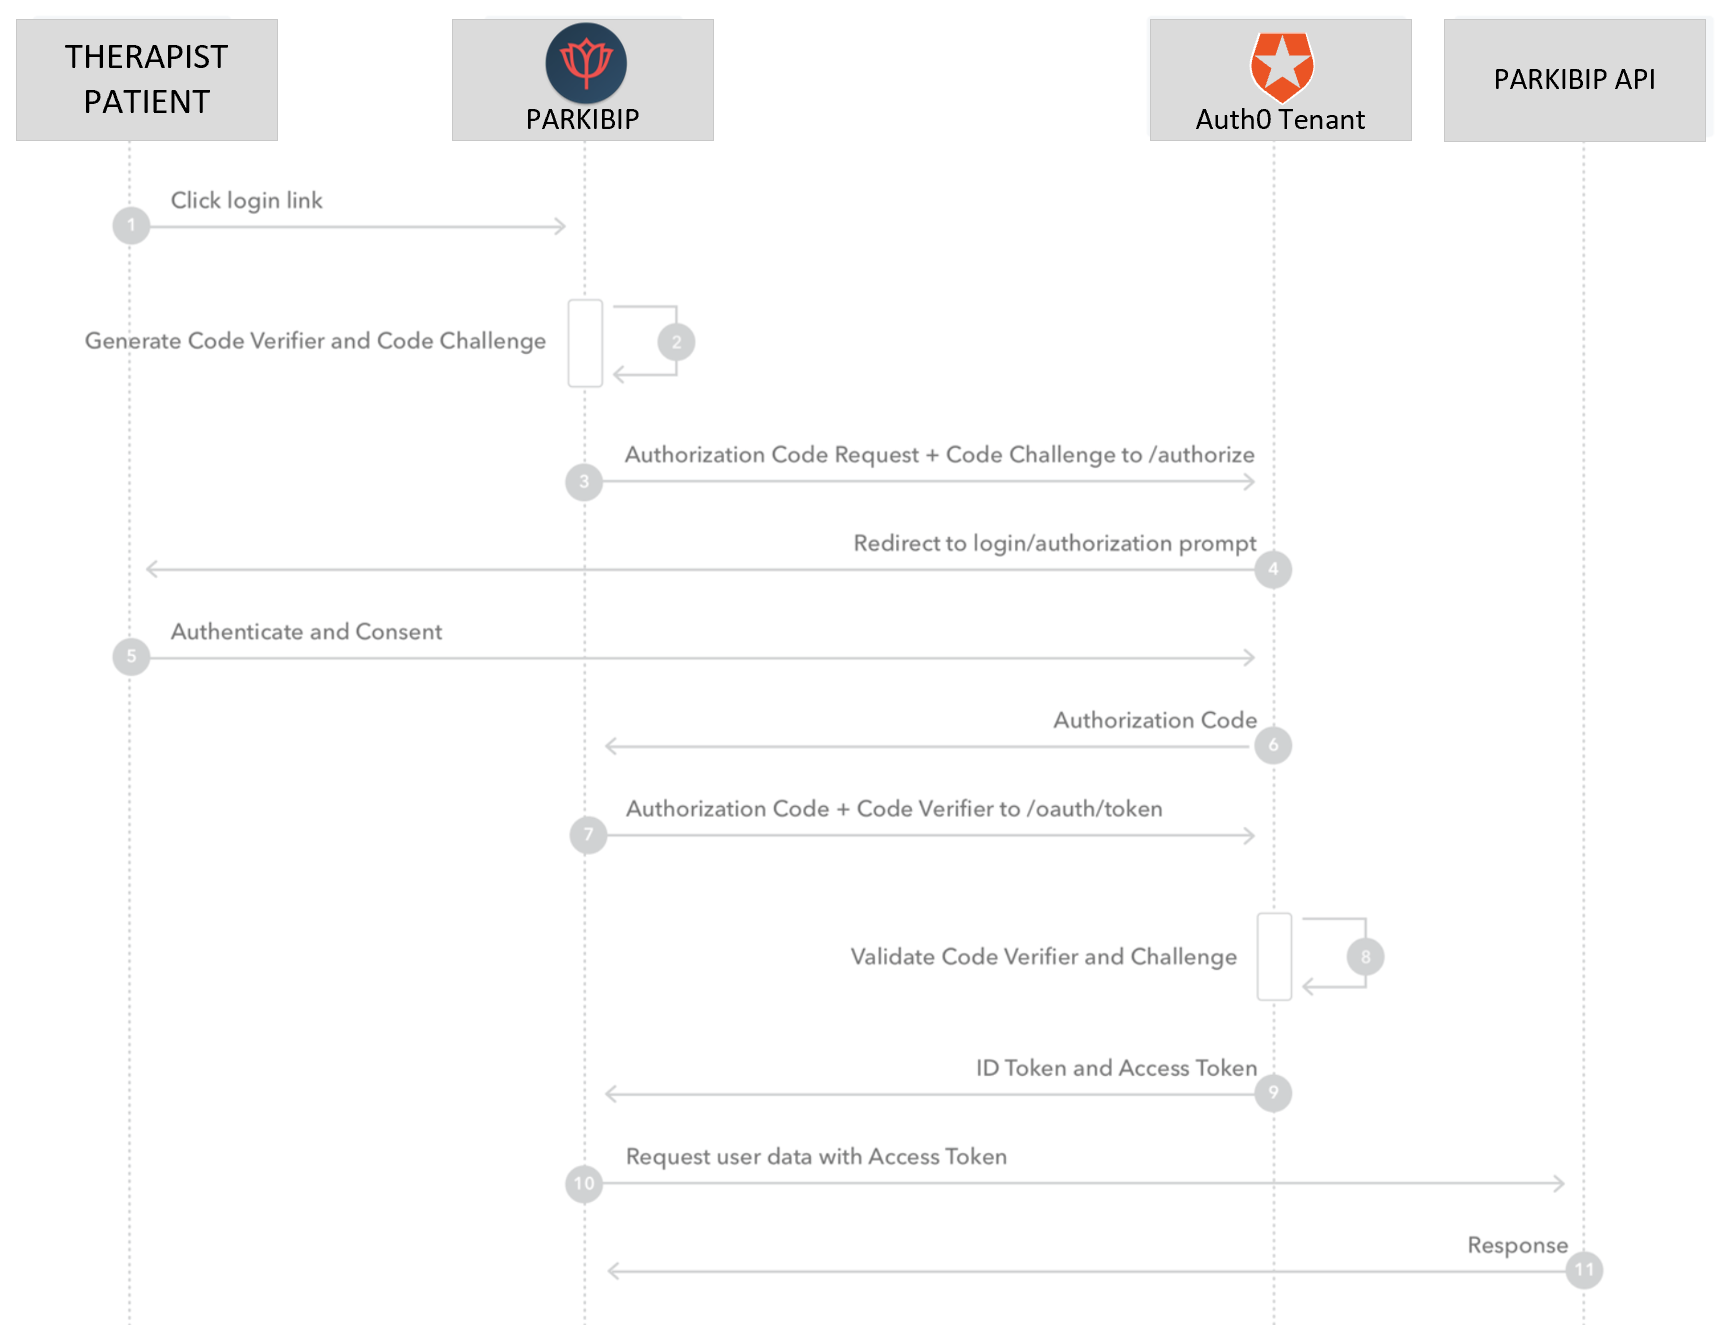 THERAPIST
PATIENT
PARKIBIP
Auth0 Tenant
PARKIBIP API
Click login link
1
Generate Code Verifier and Code Challenge
2
Authorization Code Request + Code Challenge to /authorize
3
Redirect to login/authorization prompt
4
Authenticate and Consent
5
Authorization Code
6
Authorization Code + Code Verifier to /oauth/token
7
Validate Code Verifier and Challenge
8
ID Token and Access Token
9
Request user data with Access Token
10
Response
11